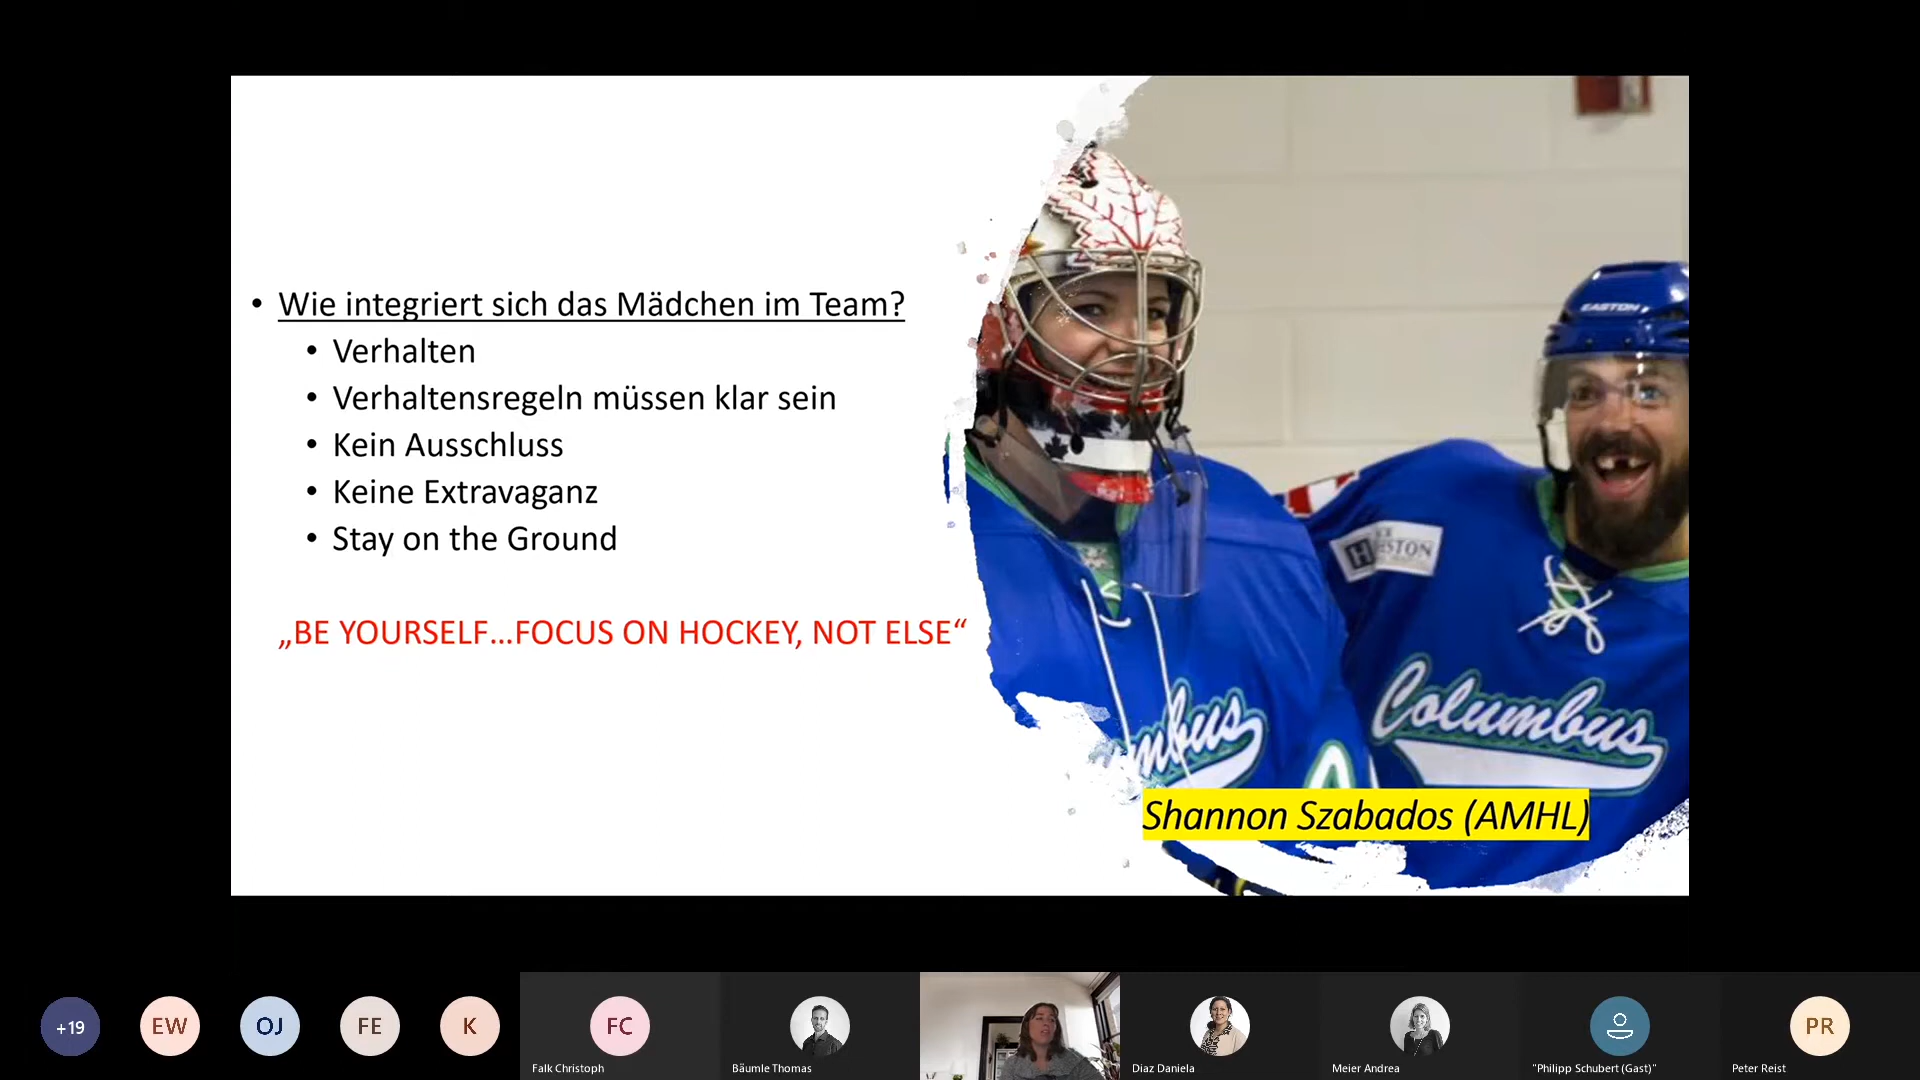 • Wie integriert sich das Mädchen im Team?
• Verhalten
• Verhaltensregeln müssen klar sein
• Kein Ausschluss
• Keine Extravaganz
• Stay on the Ground
„BE YOURSELF...FOCUS ON HOCKEY, NOT ELSE“
EASTON
Columbus
Shannon Szabados (AMHL)
+19
EW
OJ
FE
K
FC
PR
Falk Christoph
Bäumle Thomas
Diaz Daniela
Meier Andrea
"Philipp Schubert (Gast)"
Peter Reist